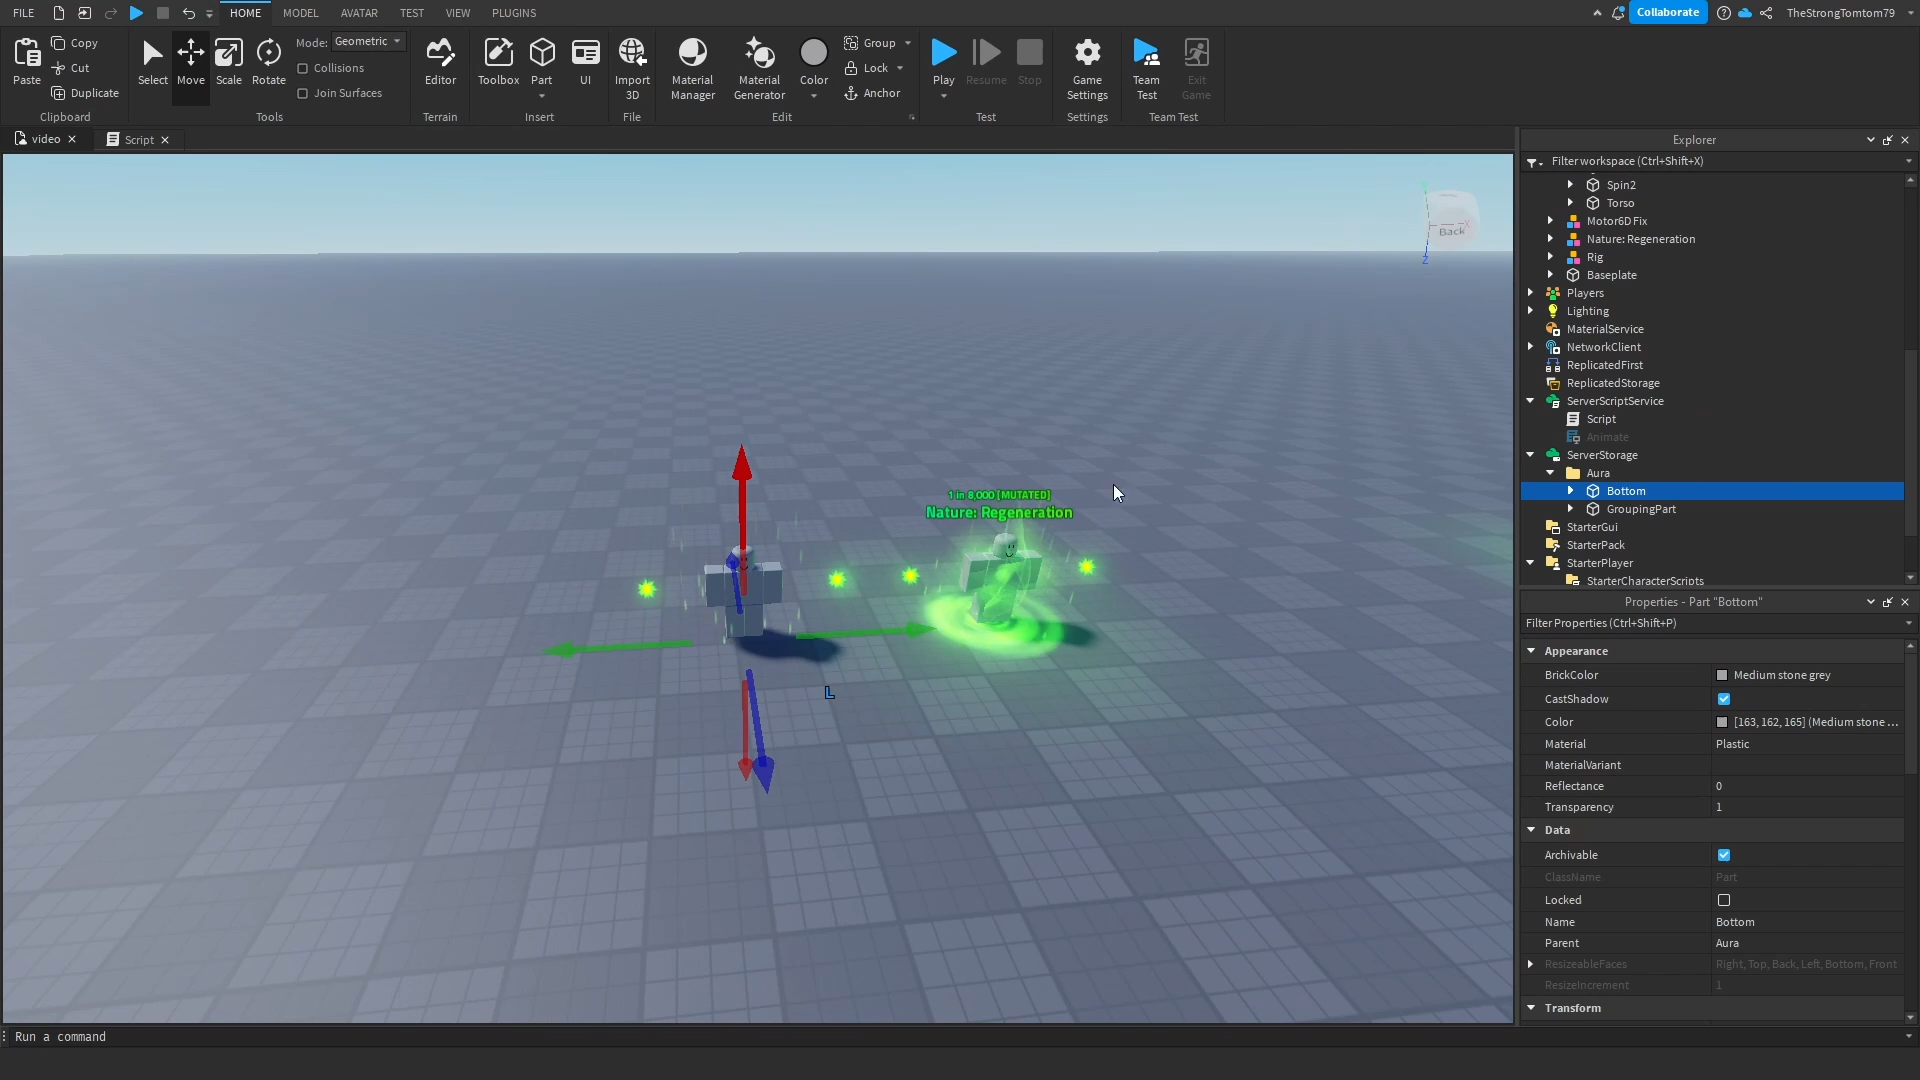 FILE
HOME
MODEL
AVATAR
TEST
VIEW
PLUGINS
Collaborate
TheStrongTomtom79
Paste
Copy
Cut
Duplicate
Clipboard
Select
Move
Scale
Rotate
Mode: Geometric
Collisions
Join Surfaces
Tools
Editor
Terrain
Toolbox
Part
UI
Insert
Import
3D
File
Material
Manager
Material
Generator
Color
Group
Lock
Anchor
Edit
Play
Resume
Stop
Test
Game
Settings
Settings
Team
Test
Exit
Game
Team Test
video
Script
Back
Z
1 in 8,000 [MUTATED]
Nature: Regeneration
L
Explorer
Filter workspace (Ctrl+Shift+X)
Spin2
Torso
Motor6D Fix
Nature: Regeneration
Rig
Baseplate
Players
Lighting
MaterialService
NetworkClient
ReplicatedFirst
ReplicatedStorage
ServerScriptService
Script
Animate
ServerStorage
Aura
Bottom
GroupingPart
StarterGui
StarterPack
StarterPlayer
StarterCharacterScripts
Properties - Part "Bottom"
Filter Properties (Ctrl+Shift+P)
Appearance
BrickColor Medium stone grey
CastShadow
Color [163, 162, 165] (Medium stone ...
Material Plastic
MaterialVariant
Reflectance 0
Transparency 1
Data
Archivable
ClassName Part
Locked
Name Bottom
Parent Aura
ResizeableFaces Right, Top, Back, Left, Bottom, Front
ResizeIncrement 1
Transform
Run a command